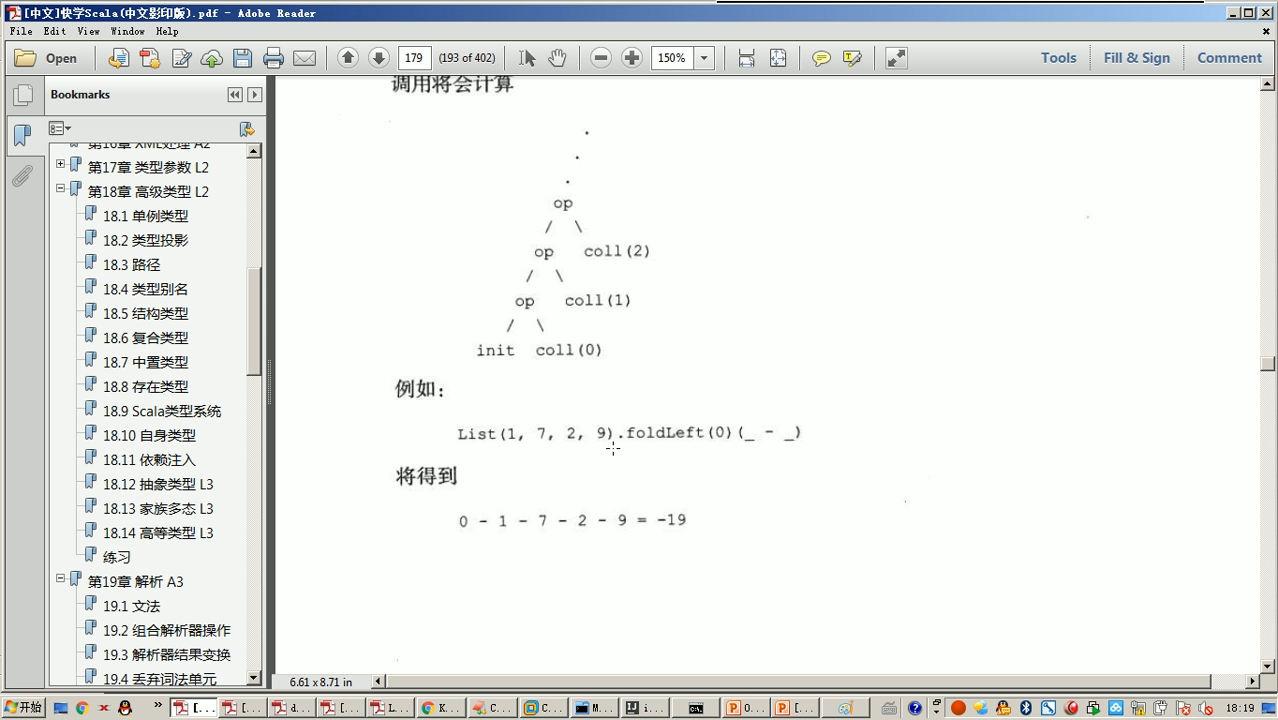 [中文]快学Scala(中文影印版).pdf - Adobe Reader
File Edit View Window Help
Open 179 (193 of 402) 150% Tools Fill & Sign Comment
Bookmarks
第16章 XML处理 A2
第17章 类型参数 L2
第18章 高级类型 L2
18.1 单例类型
18.2 类型投影
18.3 路径
18.4 类型别名
18.5 结构类型
18.6 复合类型
18.7 中置类型
18.8 存在类型
18.9 Scala类型系统
18.10 自身类型
18.11 依赖注入
18.12 抽象类型 L3
18.13 家族多态 L3
18.14 高等类型 L3
练习
第19章 解析 A3
19.1 文法
19.2 组合解析器操作
19.3 解析器结果变换
19.4 丢弃词法单元
调用将会计算
.
.
.
op
/ \
op coll(2)
/ \
op coll(1)
/ \
init coll(0)
例如：
List(1, 7, 2, 9).foldLeft(0)(_ - _)
将得到
0 - 1 - 7 - 2 - 9 = -19
6.61 x 8.71 in
开始 [... [... d... [... L... K... C... C... M... i... O... [... 18:19